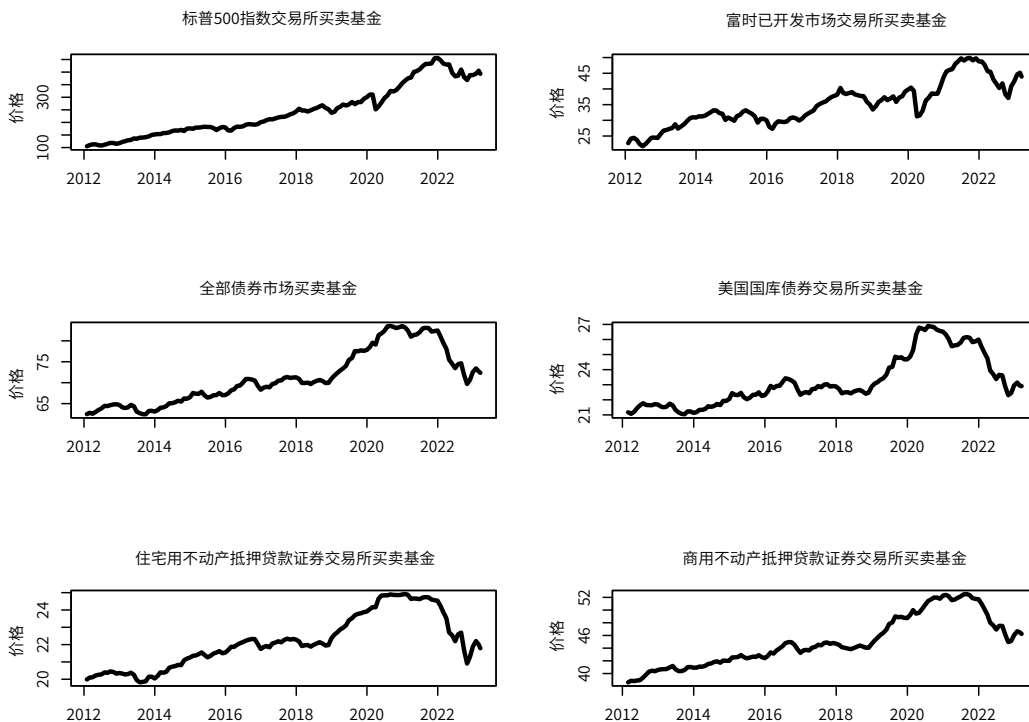 标普500指数交易所买卖基金
价格
300
100
2012 2014 2016 2018 2020 2022
富时已开发市场交易所买卖基金
价格
45
35
25
2012 2014 2016 2018 2020 2022
全部债券市场买卖基金
价格
75
65
2012 2014 2016 2018 2020 2022
美国国库债券交易所买卖基金
价格
27
24
21
2012 2014 2016 2018 2020 2022
住宅用不动产抵押贷款证券交易所买卖基金
价格
24
22
20
2012 2014 2016 2018 2020 2022
商用不动产抵押贷款证券交易所买卖基金
价格
52
46
40
2012 2014 2016 2018 2020 2022